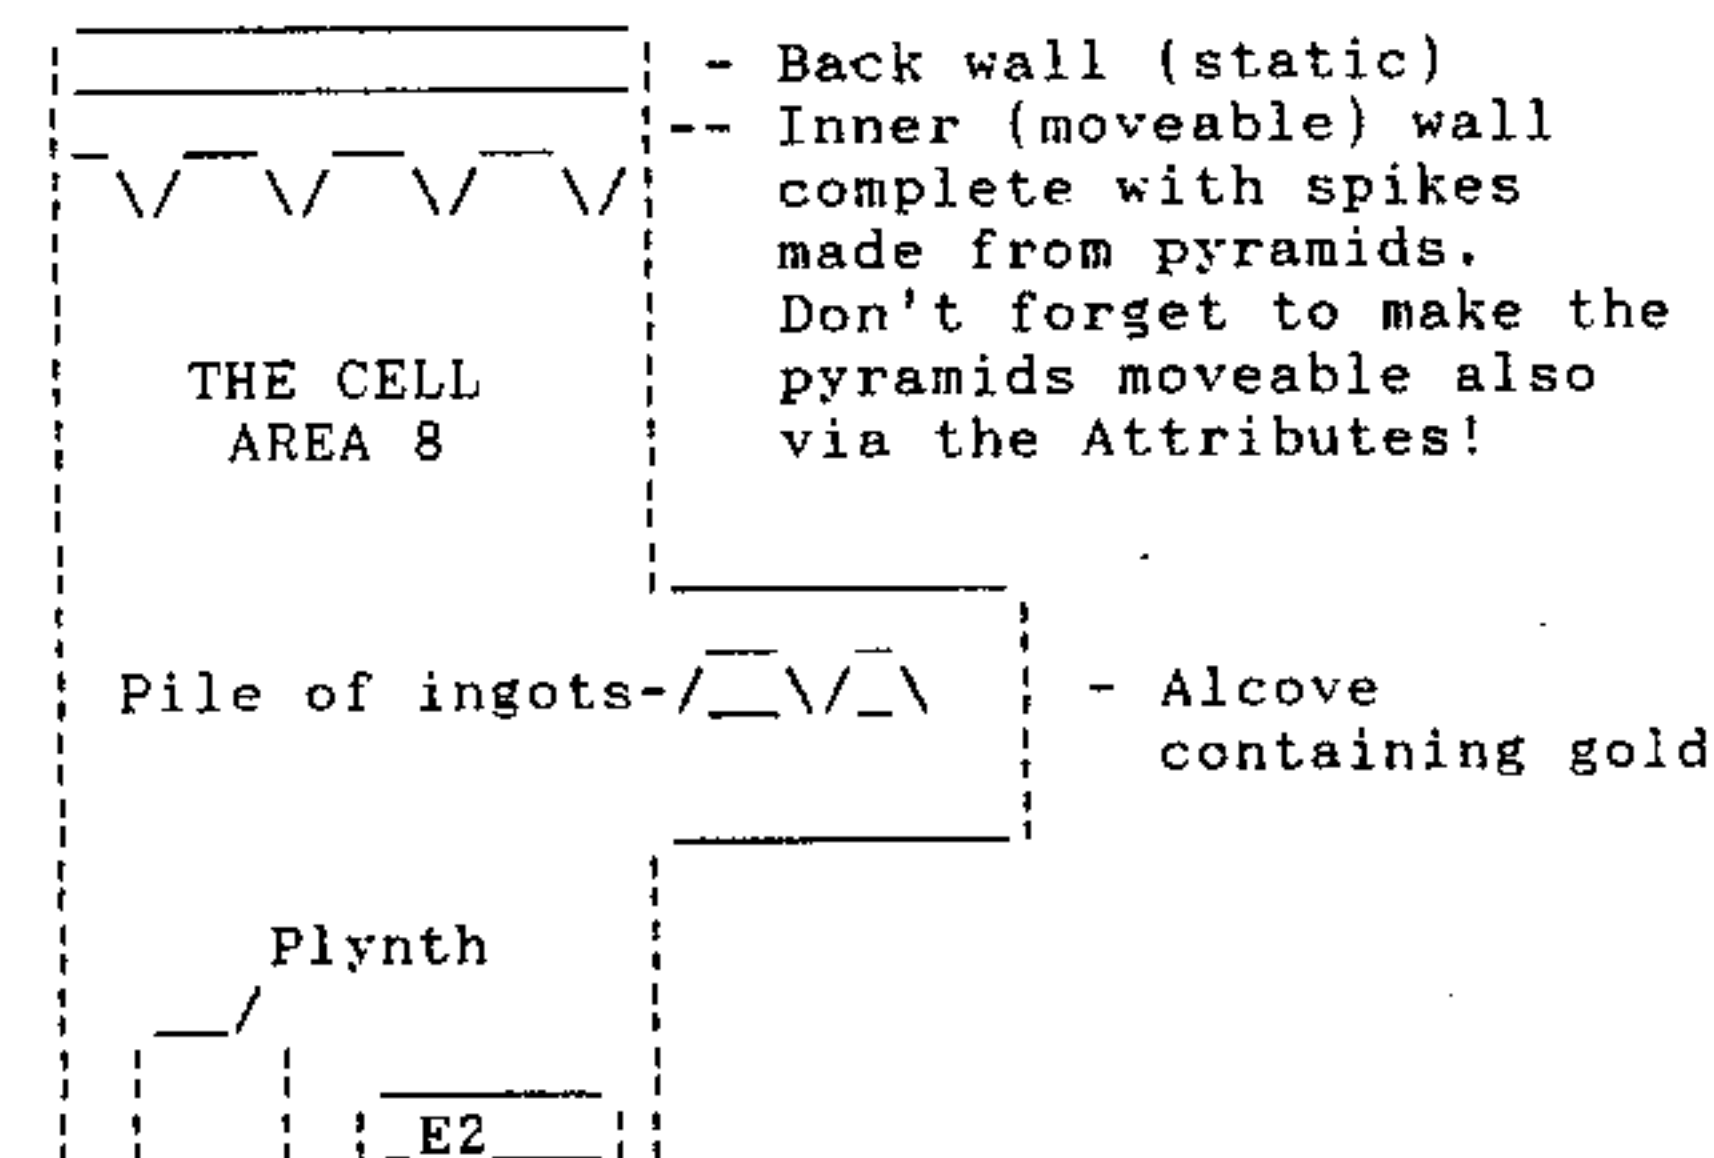 - Back wall (static)
-- Inner (moveable) wall
complete with spikes
made from pyramids.
Don't forget to make the
pyramids moveable also
via the Attributes!
THE CELL
AREA 8
Pile of ingots-
- Alcove
containing gold
Plynth
E2